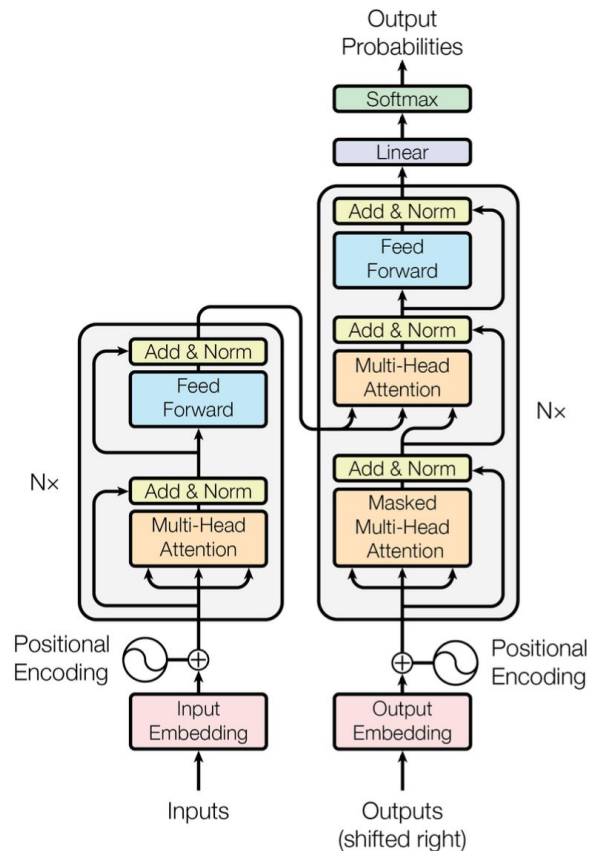 Output
Probabilities
Softmax
Linear
Add & Norm
Feed
Forward
Add & Norm
Multi-Head
Attention
Add & Norm
Masked
Multi-Head
Attention
Nx
Positional
Encoding
Output
Embedding
Outputs
(shifted right)
Add & Norm
Feed
Forward
Add & Norm
Multi-Head
Attention
Nx
Positional
Encoding
Input
Embedding
Inputs